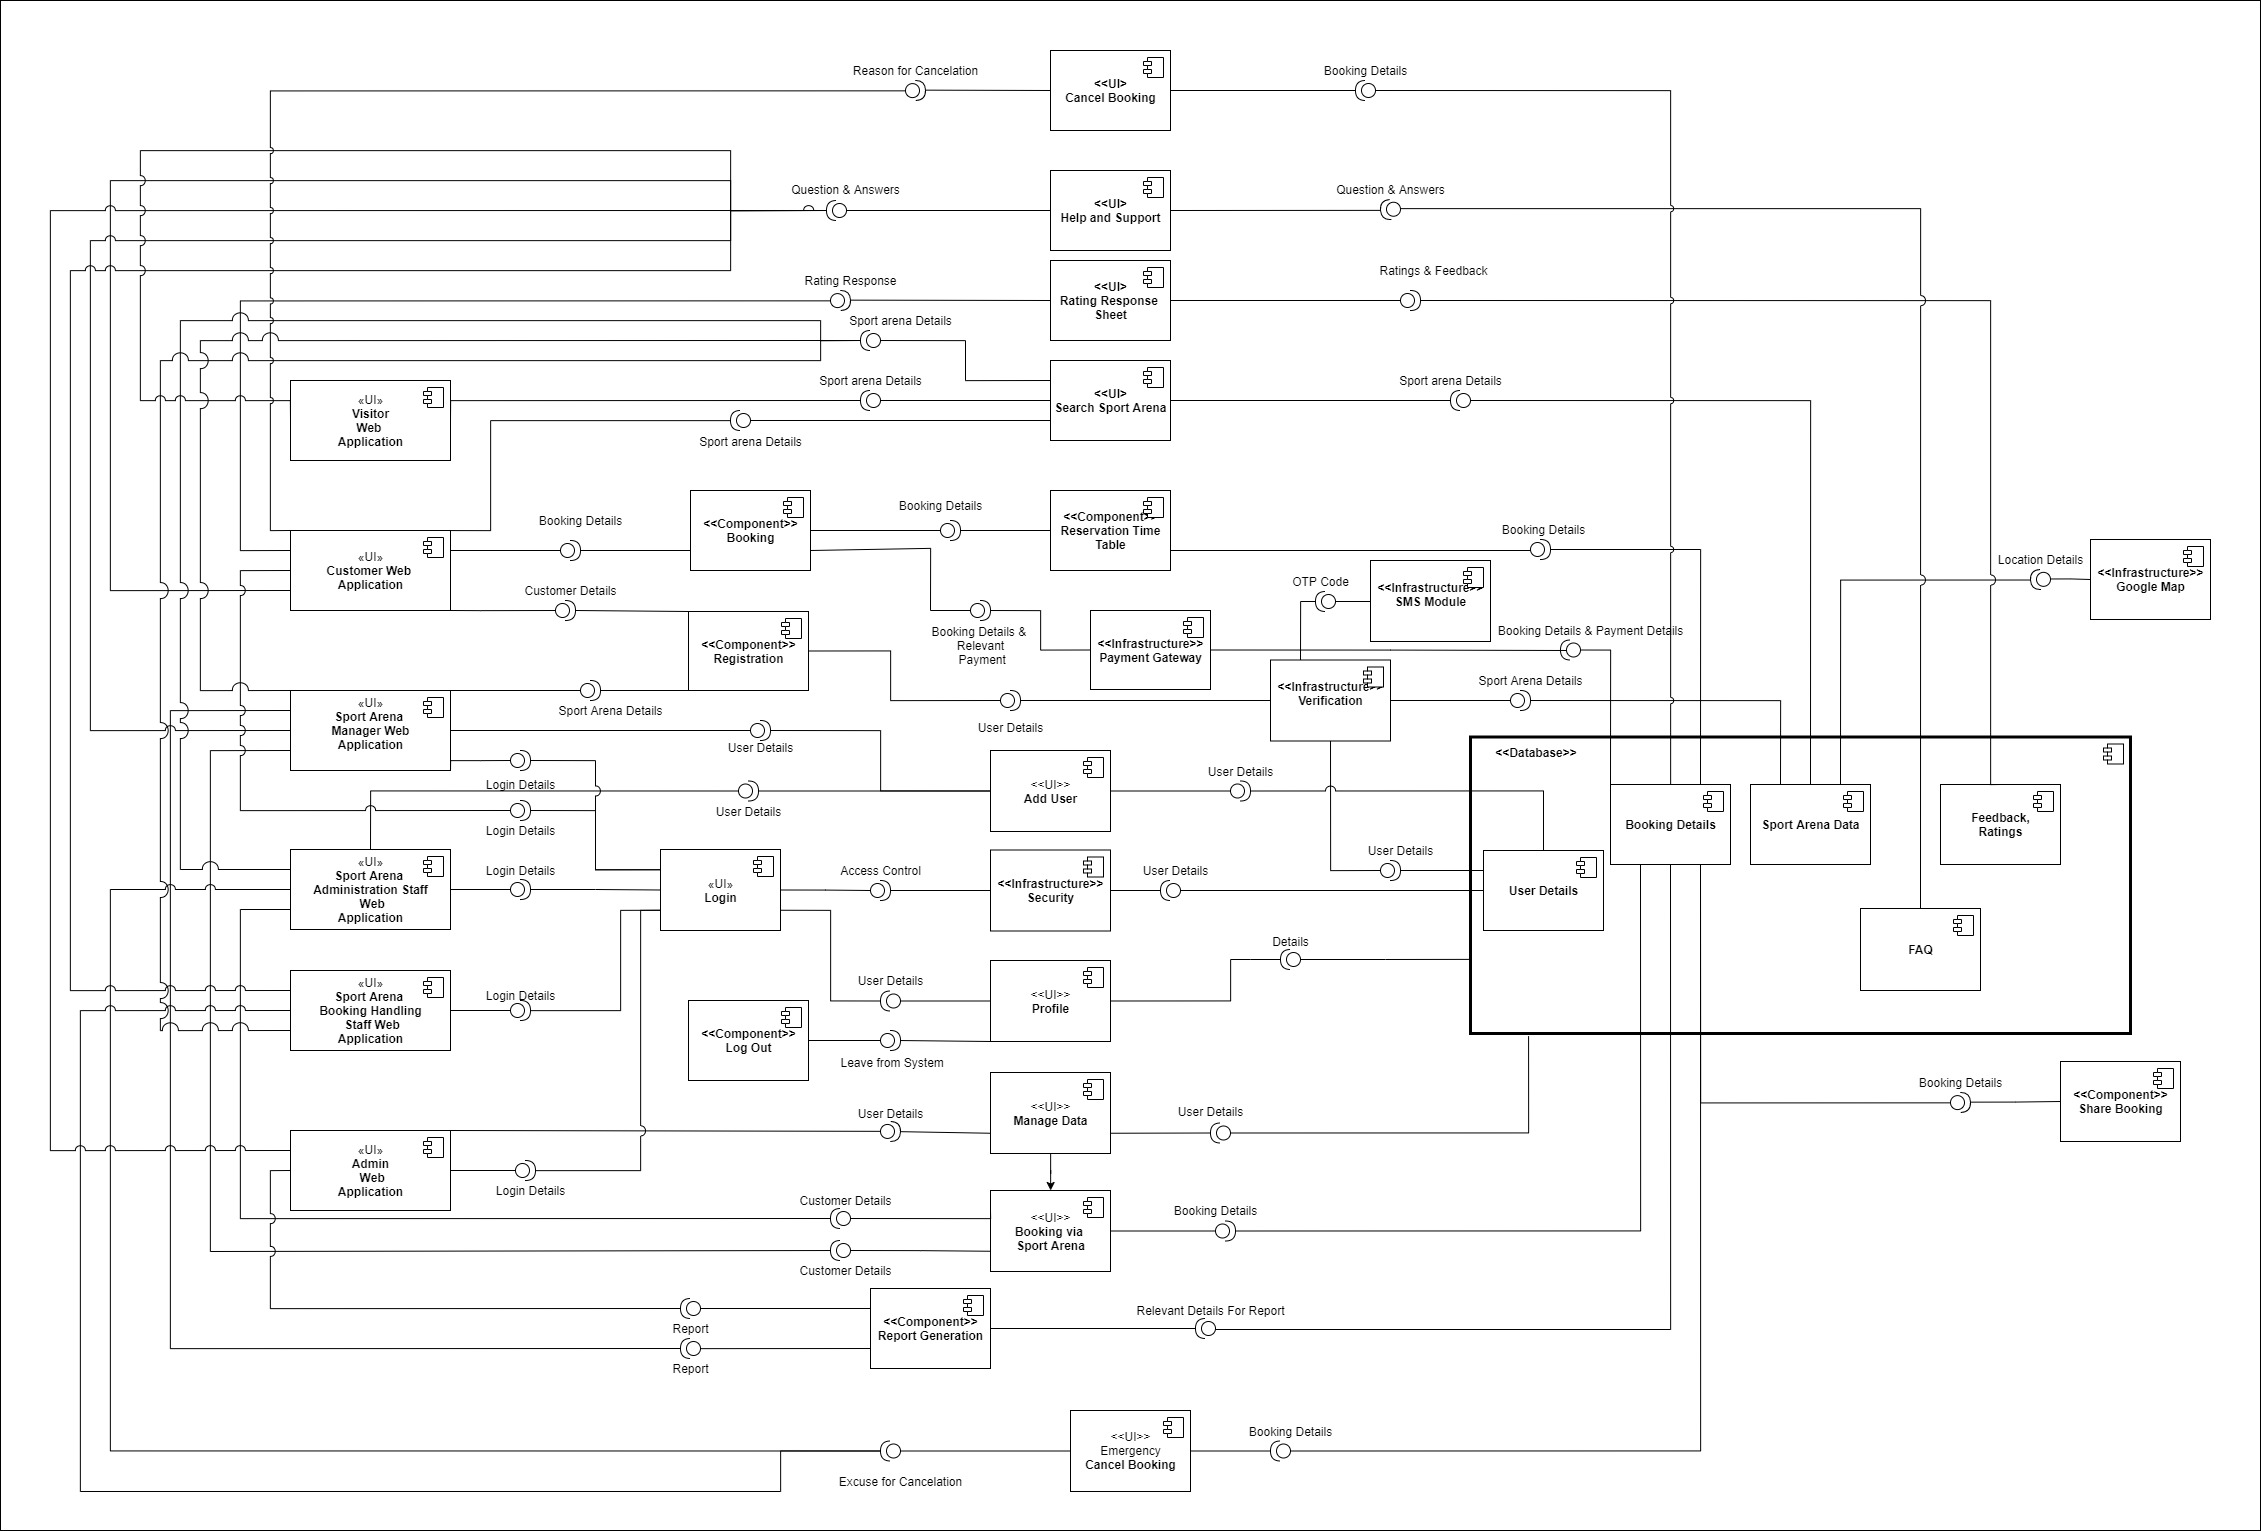 Reason for Cancelation
<<UI>
Cancel Booking
Booking Details
Question & Answers
<<UI>
Help and Support
Question & Answers
Rating Response
<<UI>
Rating Response
Sheet
Ratings & Feedback
Sport arena Details
«UI»
Visitor
Web
Application
Sport arena Details
Sport arena Details
<<UI>
Search Sport Arena
Sport arena Details
«UI»
Customer Web
Application
Booking Details
<<Component>>
Booking
Booking Details
<<Component>>
Reservation Time
Table
Booking Details
Customer Details
<<Component>>
Registration
Booking Details &
Relevant
Payment
<<Infrastructure>>
Payment Gateway
OTP Code
<<Infrastructure>>
SMS Module
Booking Details & Payment Details
Location Details
<<Infrastructure>>
Google Map
«UI»
Sport Arena
Manager Web
Application
Sport Arena Details
User Details
User Details
<<Infrastructure>>
Verification
Sport Arena Details
Login Details
Login Details
User Details
<<UI>>
Add User
User Details
<<Database>>
Booking Details
Sport Arena Data
Feedback,
Ratings
User Details
User Details
FAQ
«UI»
Sport Arena
Administration Staff
Web
Application
Login Details
«UI»
Login
Access Control
<<Infrastructure>>
Security
User Details
Details
«UI»
Sport Arena
Booking Handling
Staff Web
Application
Login Details
User Details
<<UI>>
Profile
<<Component>>
Log Out
Leave from System
«UI»
Admin
Web
Application
Login Details
User Details
<<UI>>
Manage Data
User Details
Booking Details
<<Component>>
Share Booking
Customer Details
Customer Details
<<UI>>
Booking via
Sport Arena
Booking Details
Report
Report
<<Component>>
Report Generation
Relevant Details For Report
Excuse for Cancelation
<<UI>>
Emergency
Cancel Booking
Booking Details